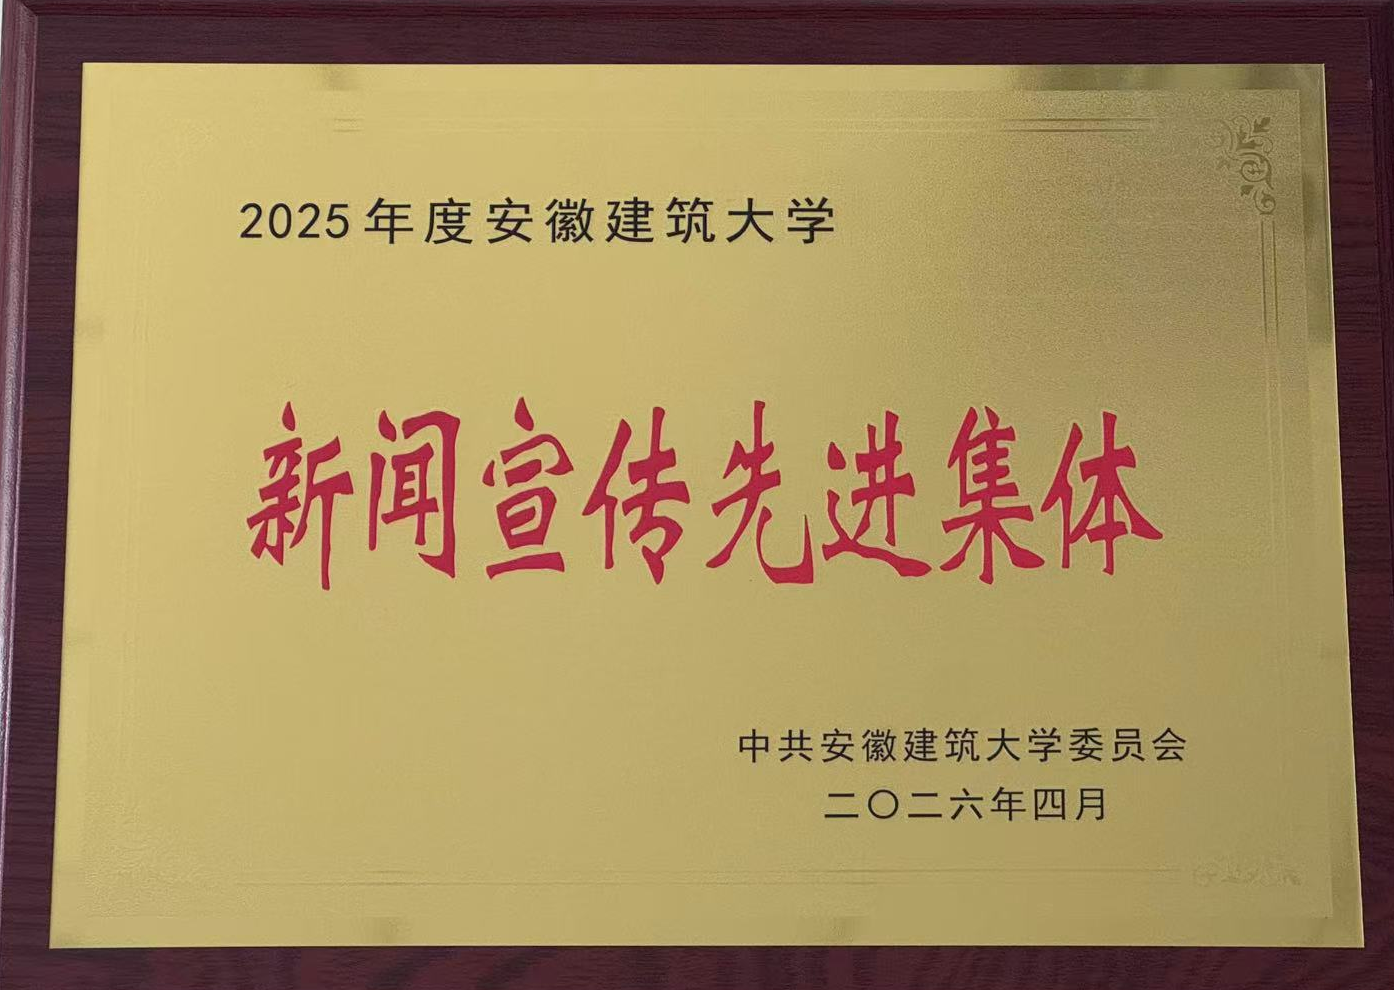 2025年度安徽建筑大学
新闻宣传先进集体
中共安徽建筑大学委员会
二〇二六年四月